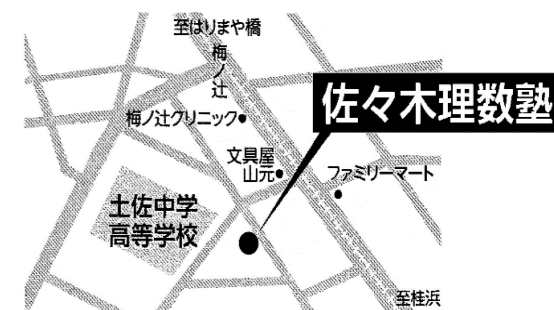 至はりまや橋
梅ノ辻
佐々木理数塾
梅ノ辻クリニック
文具屋
山元
ファミリーマート
土佐中学
高等学校
至桂浜